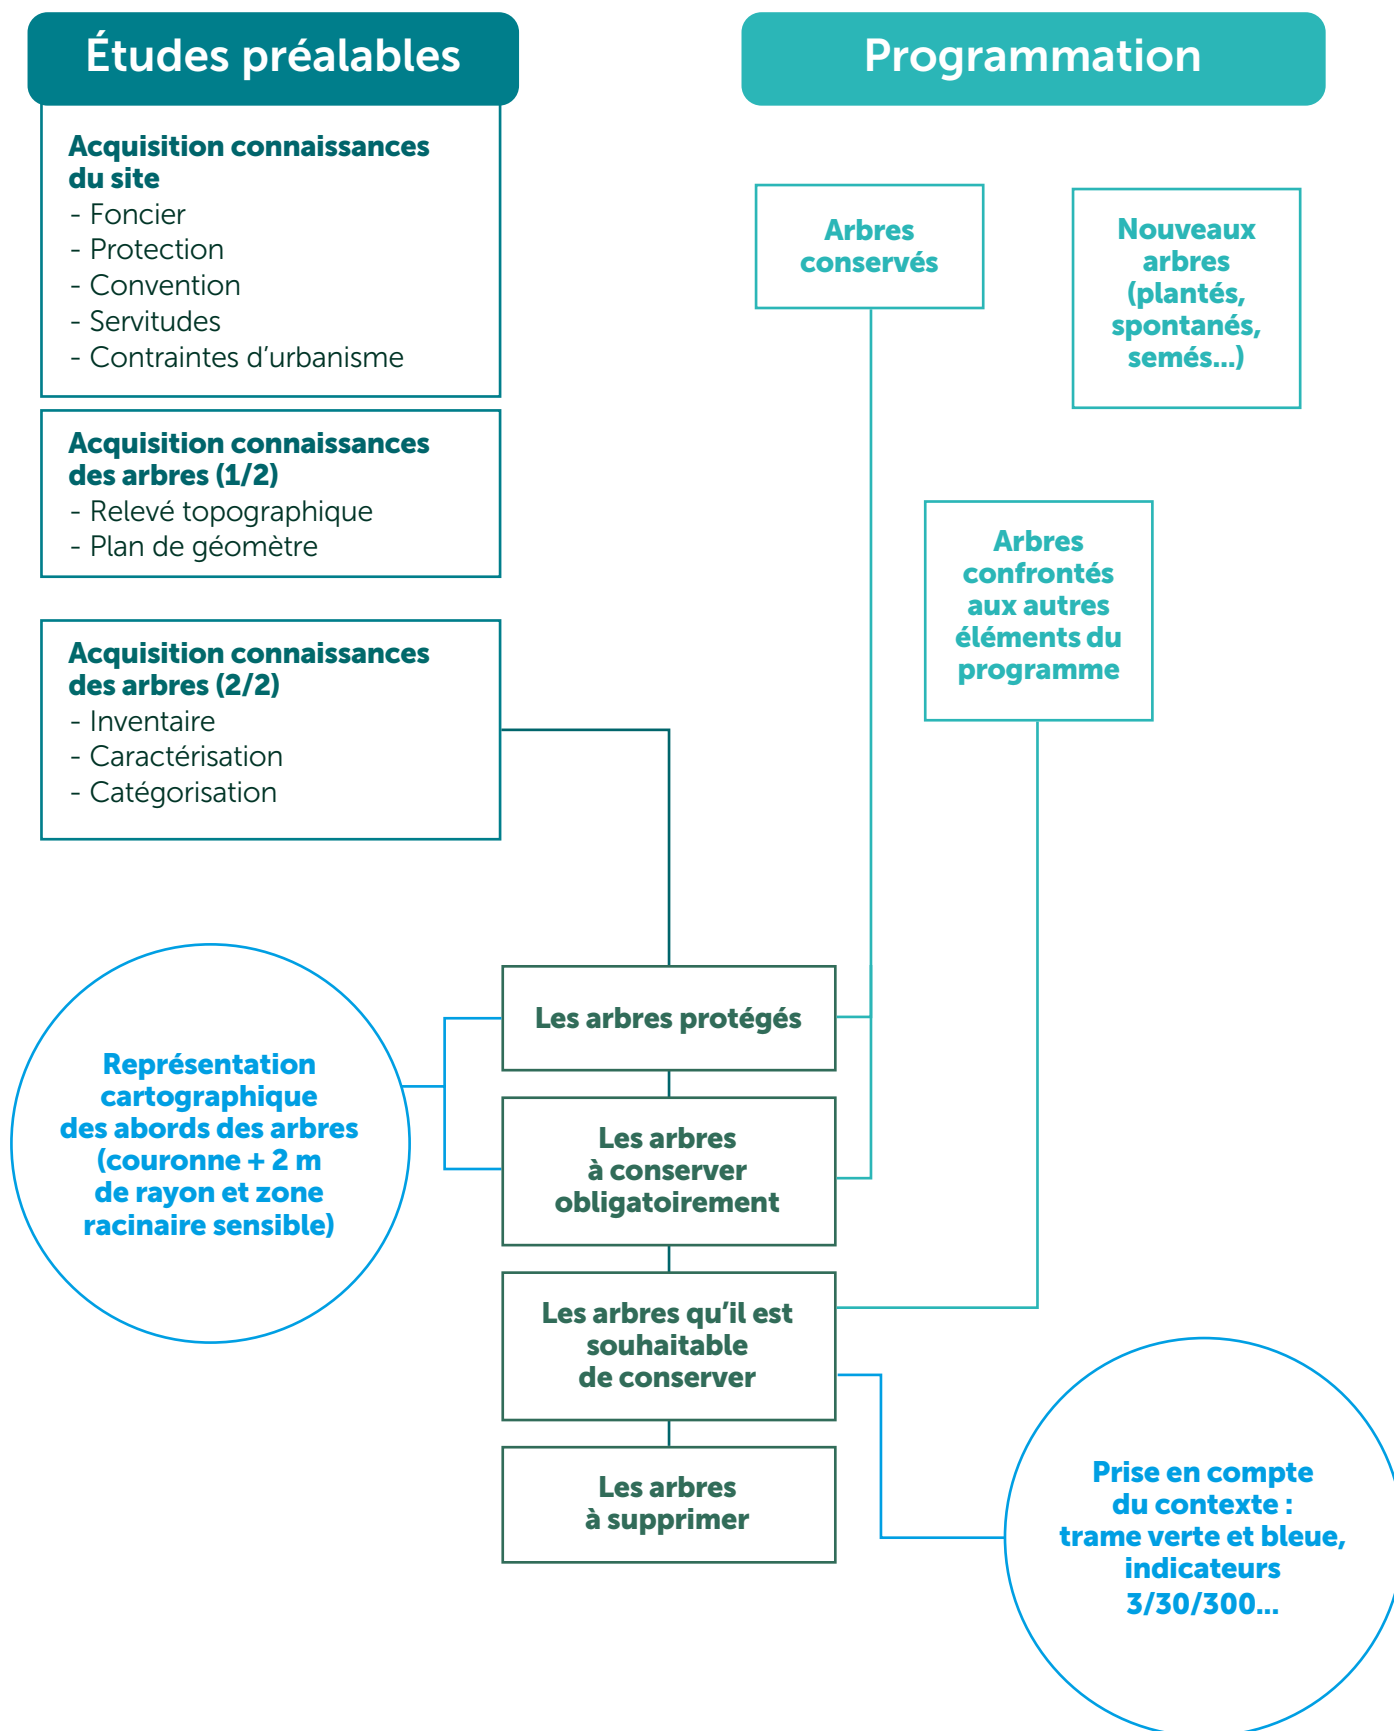 Études préalables
Acquisition connaissances
du site
- Foncier
- Protection
- Convention
- Servitudes
- Contraintes d’urbanisme
Acquisition connaissances
des arbres (1/2)
- Relevé topographique
- Plan de géomètre
Acquisition connaissances
des arbres (2/2)
- Inventaire
- Caractérisation
- Catégorisation
Programmation
Arbres
conservés
Nouveaux
arbres
(plantés,
spontanés,
semés...)
Arbres
confrontés
aux autres
éléments du
programme
Représentation
cartographique
des abords des arbres
(couronne + 2 m
de rayon et zone
racinaire sensible)
Les arbres protégés
Les arbres
à conserver
obligatoirement
Les arbres qu’il est
souhaitable
de conserver
Les arbres
à supprimer
Prise en compte
du contexte :
trame verte et bleue,
indicateurs
3/30/300...